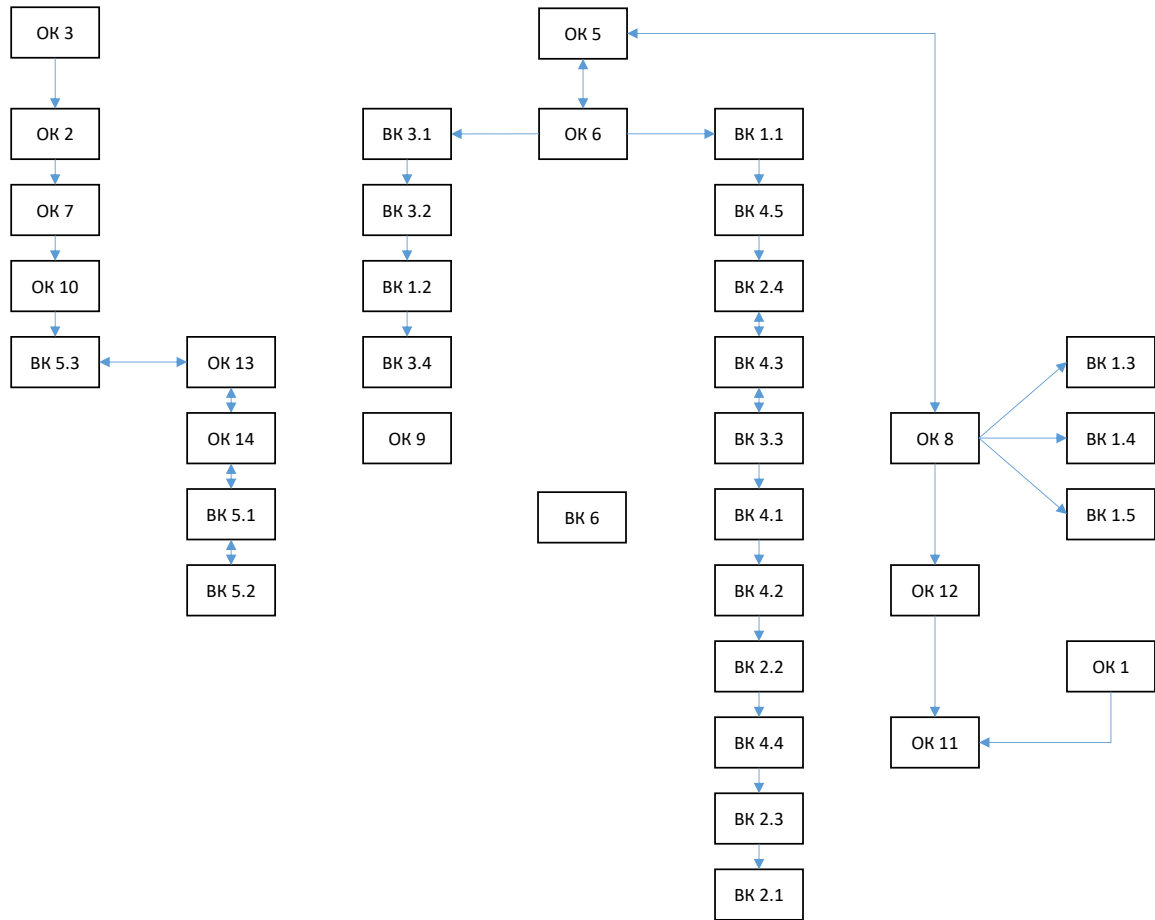 ОК 3
ОК 5
ОК 2
ВК 3.1
ОК 6
ВК 1.1
ОК 7
ВК 3.2
ВК 4.5
ОК 10
ВК 1.2
ВК 2.4
ВК 5.3
ОК 13
ВК 3.4
ВК 4.3
ВК 1.3
ОК 14
ОК 9
ВК 3.3
ОК 8
ВК 1.4
ВК 5.1
ВК 6
ВК 4.1
ВК 1.5
ВК 5.2
ВК 4.2
ОК 12
ВК 2.2
ОК 1
ВК 4.4
ОК 11
ВК 2.3
ВК 2.1